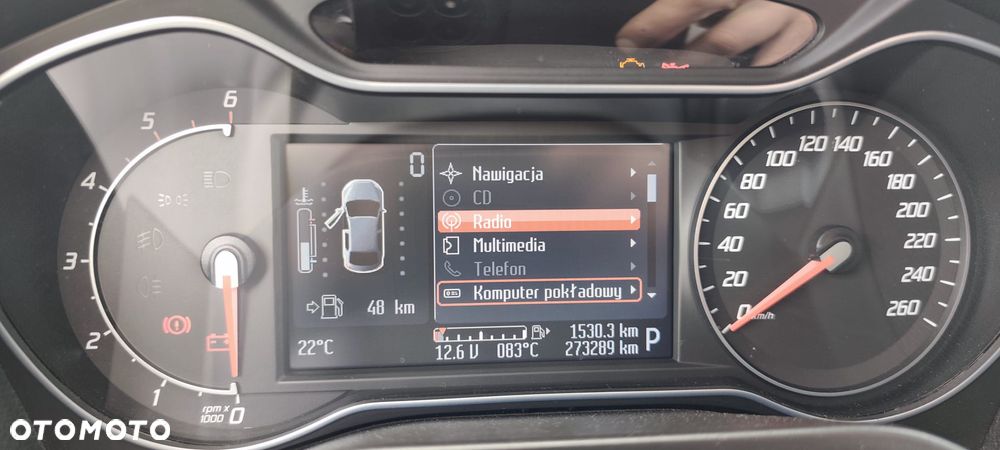 6
5
4
3
2
1
0
rpm x
1000
0
Nawigacja
CD
Radio
Multimedia
Telefon
Komputer pokładowy
48 km
22°C
12.6 V 083°C
1530.3 km
273289 km
P
0
20
40
60
80
100
120
140
160
180
200
220
240
260
km/h
OTOMOTO